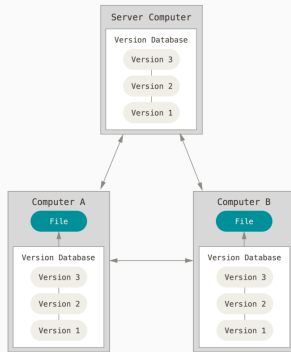 Server Computer
Version Database
Version 3
Version 2
Version 1
Computer A
File
Version Database
Version 3
Version 2
Version 1
Computer B
File
Version Database
Version 3
Version 2
Version 1